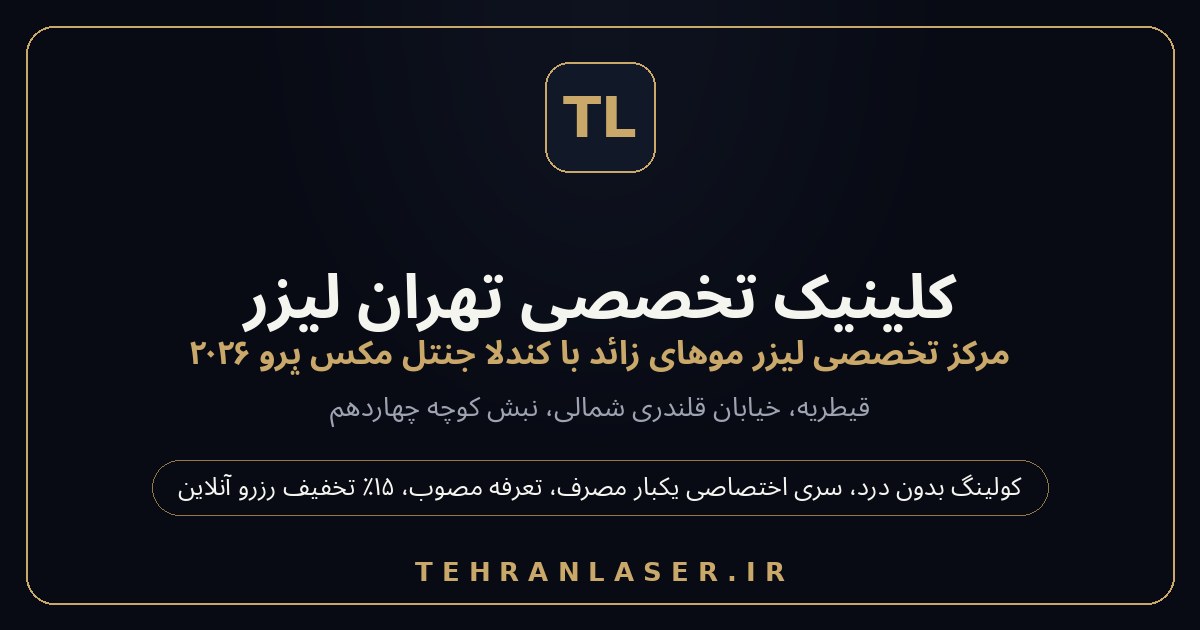 TL
کلینیک تخصصی تهران لیزر
مرکز تخصصی لیزر موهای زائد با کندلا جنتل مکس پرو ۲۰۲۶
قیطریه، خیابان قلندری شمالی، نبش کوچه چهاردهم
کولینگ بدون درد، سری اختصاصی یکبار مصرف، تعرفه مصوب، ۱۵٪ تخفیف رزرو آنلاین
TEHRANLASER.IR